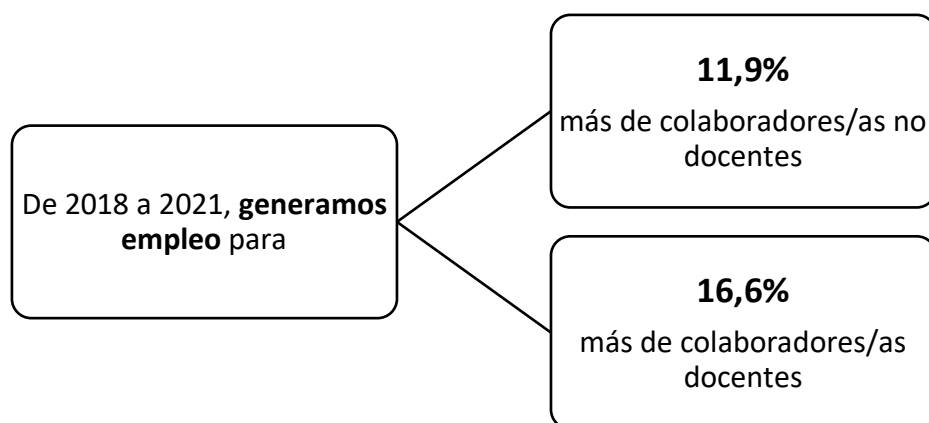 De 2018 a 2021, generamos
empleo para
11,9%
más de colaboradores/as no
docentes
16,6%
más de colaboradores/as
docentes